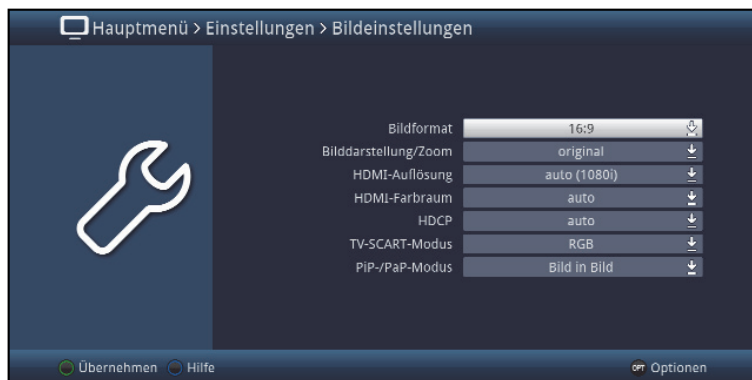 Hauptmenü > Einstellungen > Bildeinstellungen
Bildformat 16:9
Bilddarstellung/Zoom original
HDMI-Auflösung auto (1080i)
HDMI-Farbraum auto
HDCP auto
TV-SCART-Modus RGB
PiP-/PaP-Modus Bild in Bild
Übernehmen Hilfe OPT Optionen